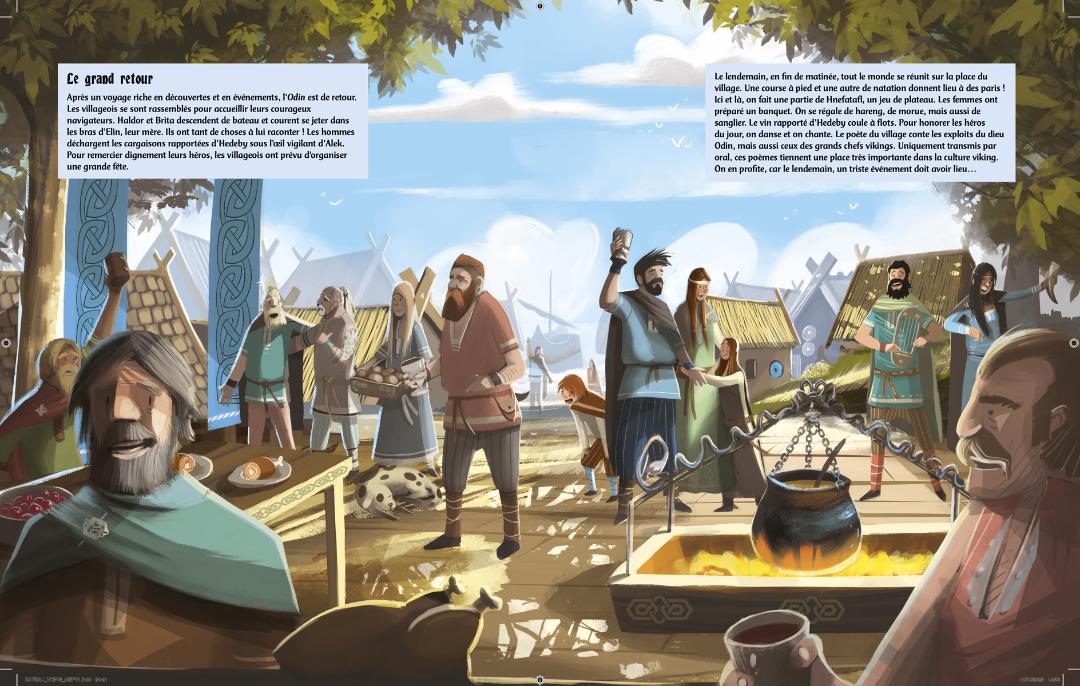 Le grand retour
Après un voyage riche en découvertes et en événements, l'Odin est de retour.
Les villageois se sont rassemblés pour accueillir leurs courageux
navigateurs. Haldor et Brita descendent de bateau et courent se jeter dans
les bras d'Elin, leur mère. Ils ont tant de choses à lui raconter ! Les hommes
déchargent les cargaisons rapportées d'Hedeby sous l'œil vigilant d'Alek.
Pour remercier dignement leurs héros, les villageois ont prévu d'organiser
une grande fête.
Le lendemain, en fin de matinée, tout le monde se réunit sur la place du
village. Une course à pied et une autre de natation donnent lieu à des paris !
Ici et là, on fait une partie de Hnefatafl, un jeu de plateau. Les femmes ont
préparé un banquet. On se régale de hareng, de morue, mais aussi de
sanglier. Le vin rapporté d'Hedeby coule à flots. Pour honorer les héros
du jour, on danse et on chante. Le poète du village conte les exploits du dieu
Odin, mais aussi ceux des grands chefs vikings. Uniquement transmis par
oral, ces poèmes tiennent une place très importante dans la culture viking.
On en profite, car le lendemain, un triste événement doit avoir lieu…